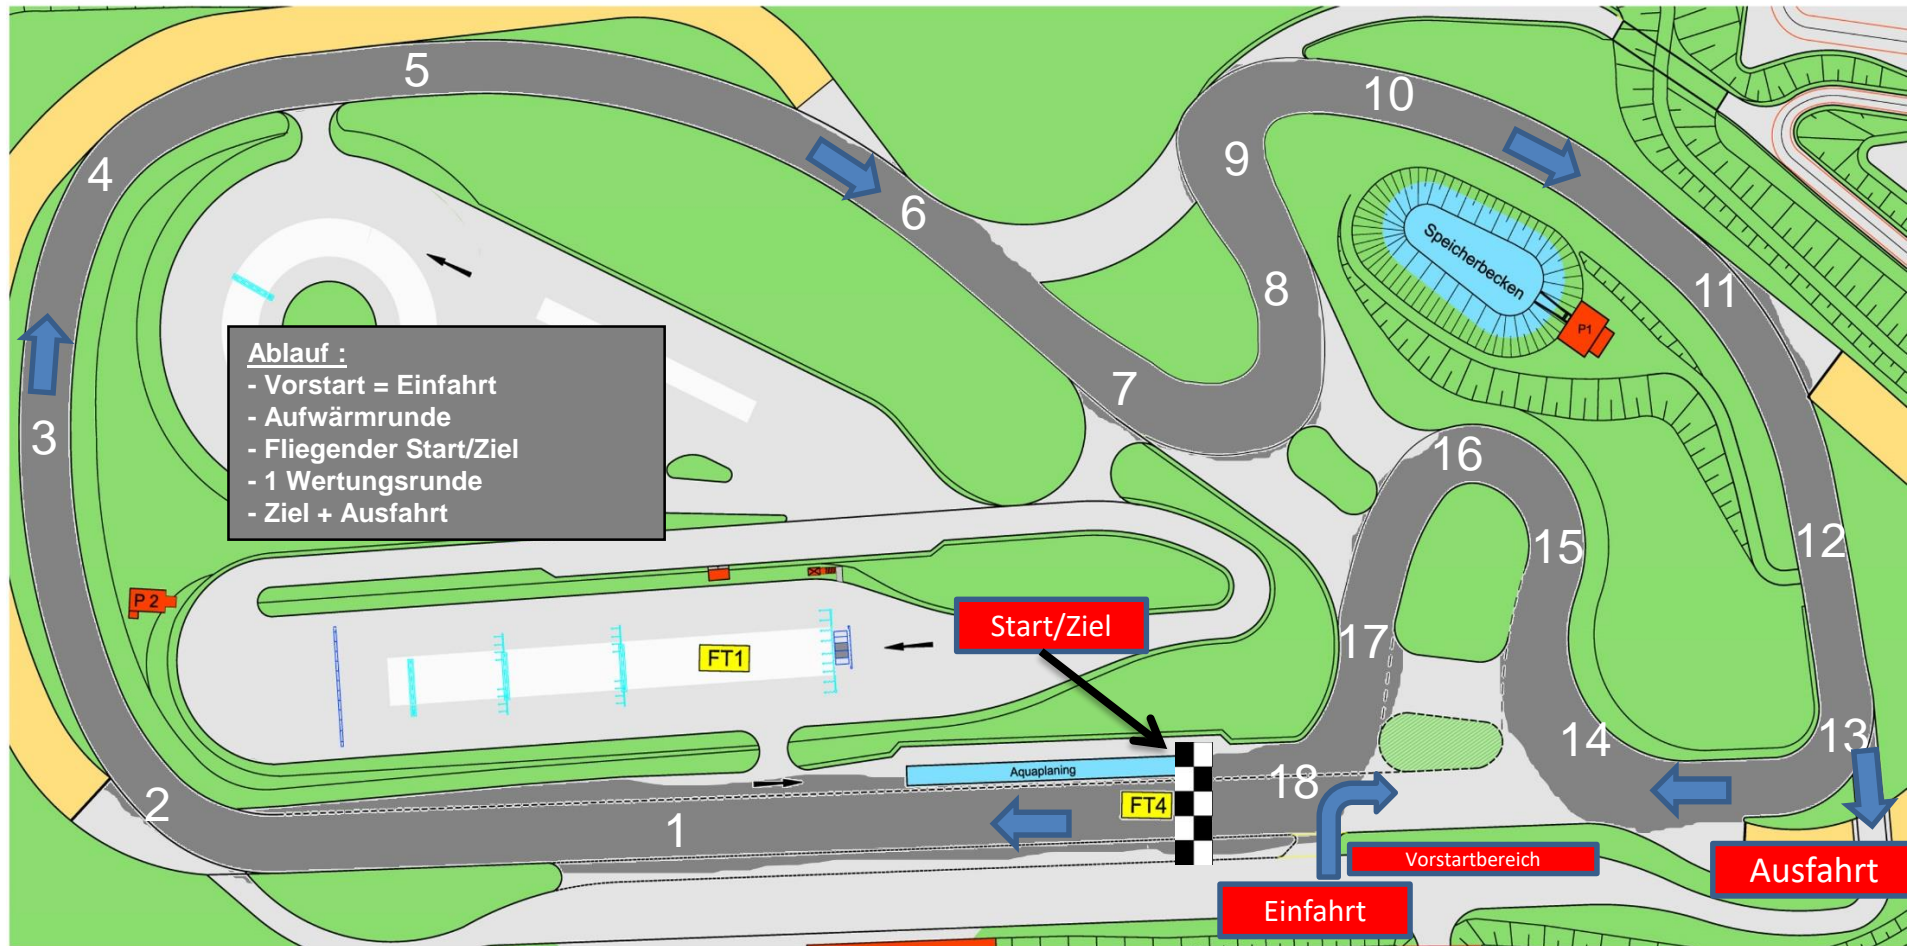 5
10
9
4
6
8
Speicherbecken
11
P1
Ablauf :
- Vorstart = Einfahrt
- Aufwärmrunde
- Fliegender Start/Ziel
- 1 Wertungsrunde
- Ziel + Ausfahrt
7
3
16
12
15
P 2
Start/Ziel
17
FT1
13
14
Aquaplaning
18
2
FT4
1
Vorstartbereich
Ausfahrt
Einfahrt